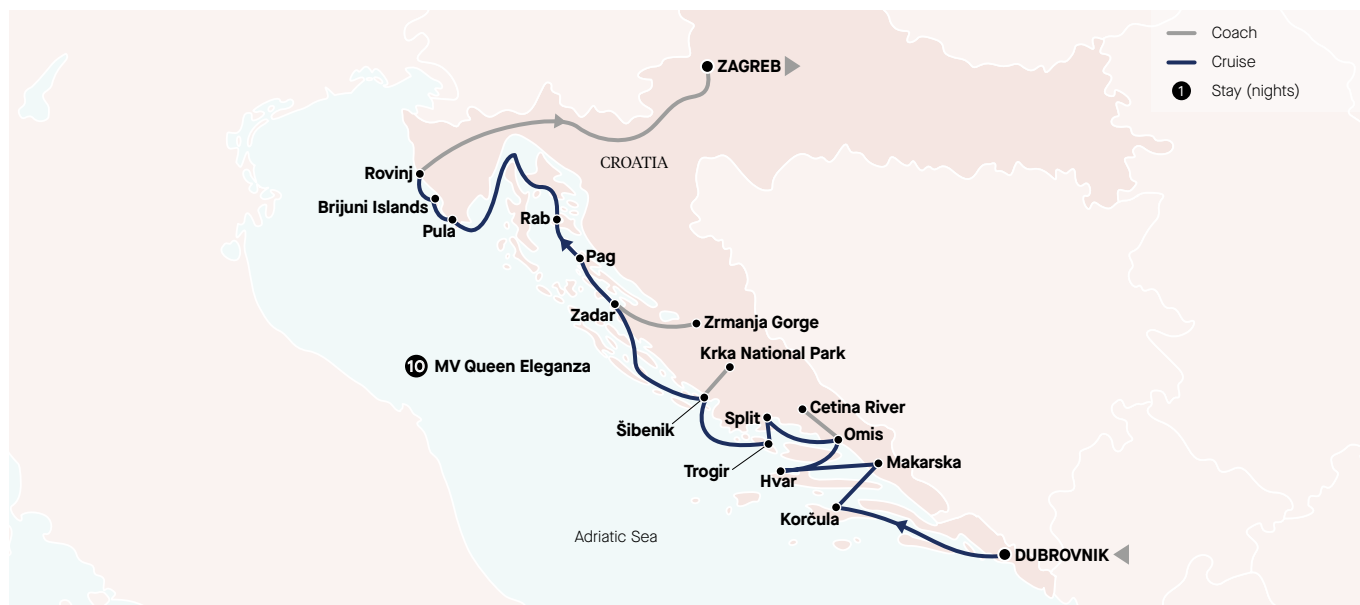 Coach
Cruise
1 Stay (nights)
ZAGREB
CROATIA
Rovinj
Brijuni Islands
Pula
Rab
Pag
Zadar
Zrmanja Gorge
Krka National Park
10 MV Queen Eleganza
Cetina River
Split
Šibenik
Omis
Makarska
Trogir
Hvar
Korčula
Adriatic Sea
DUBROVNIK